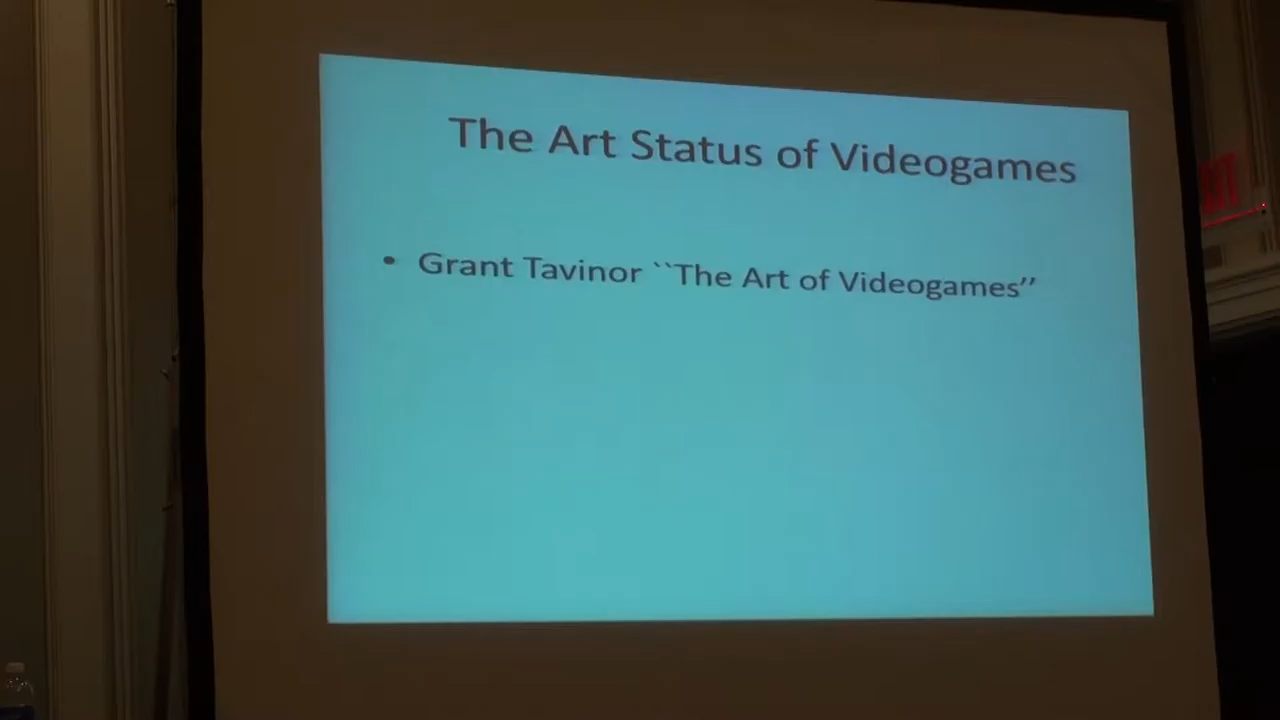 The Art Status of Videogames
• Grant Tavinor ``The Art of Videogames’’